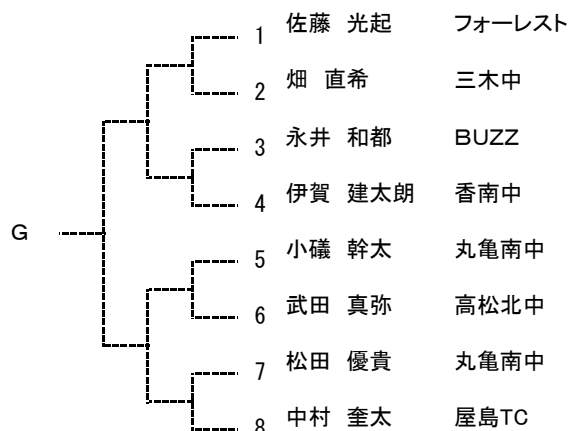 1 佐藤 光起 フォーレスト
2 畑 直希 三木中
3 永井 和都 BUZZ
4 伊賀 建太朗 香南中
G
5 小礒 幹太 丸亀南中
6 武田 真弥 高松北中
7 松田 優貴 丸亀南中
8 中村 奎太 屋島TC